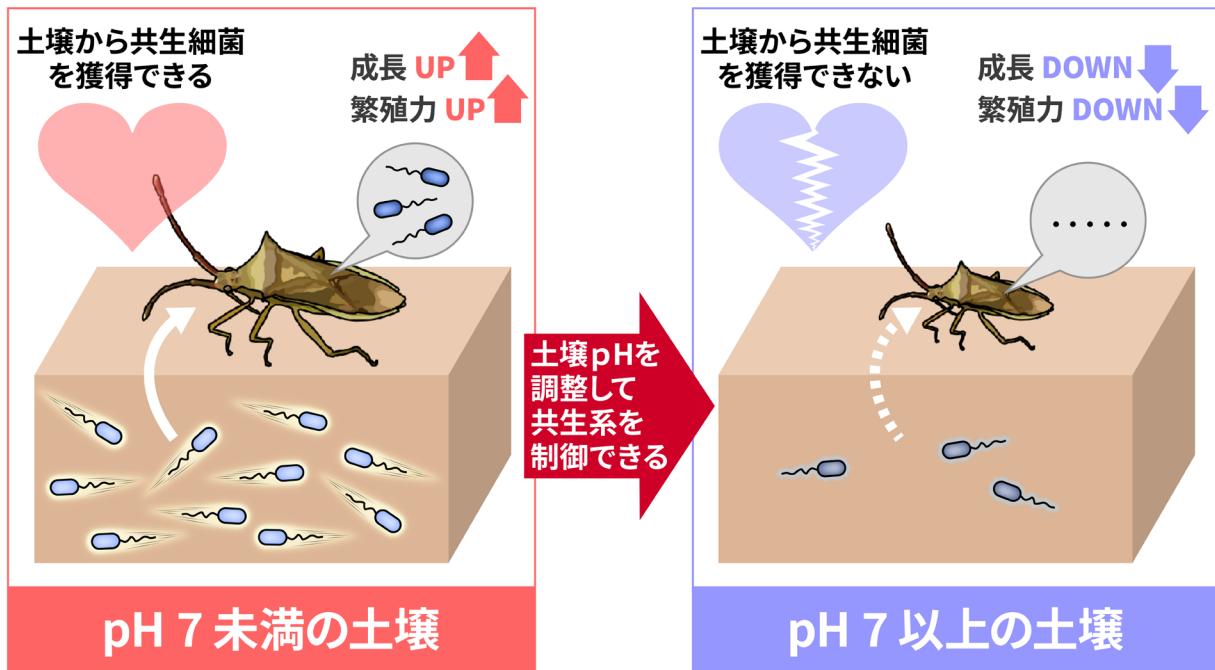 土壌から共生細菌
を獲得できる
成長 UP
繁殖力 UP
pH 7 未満の土壌
土壌pHを
調整して
共生系を
制御できる
土壌から共生細菌
を獲得できない
成長 DOWN
繁殖力 DOWN
・・・・・
pH 7 以上の土壌